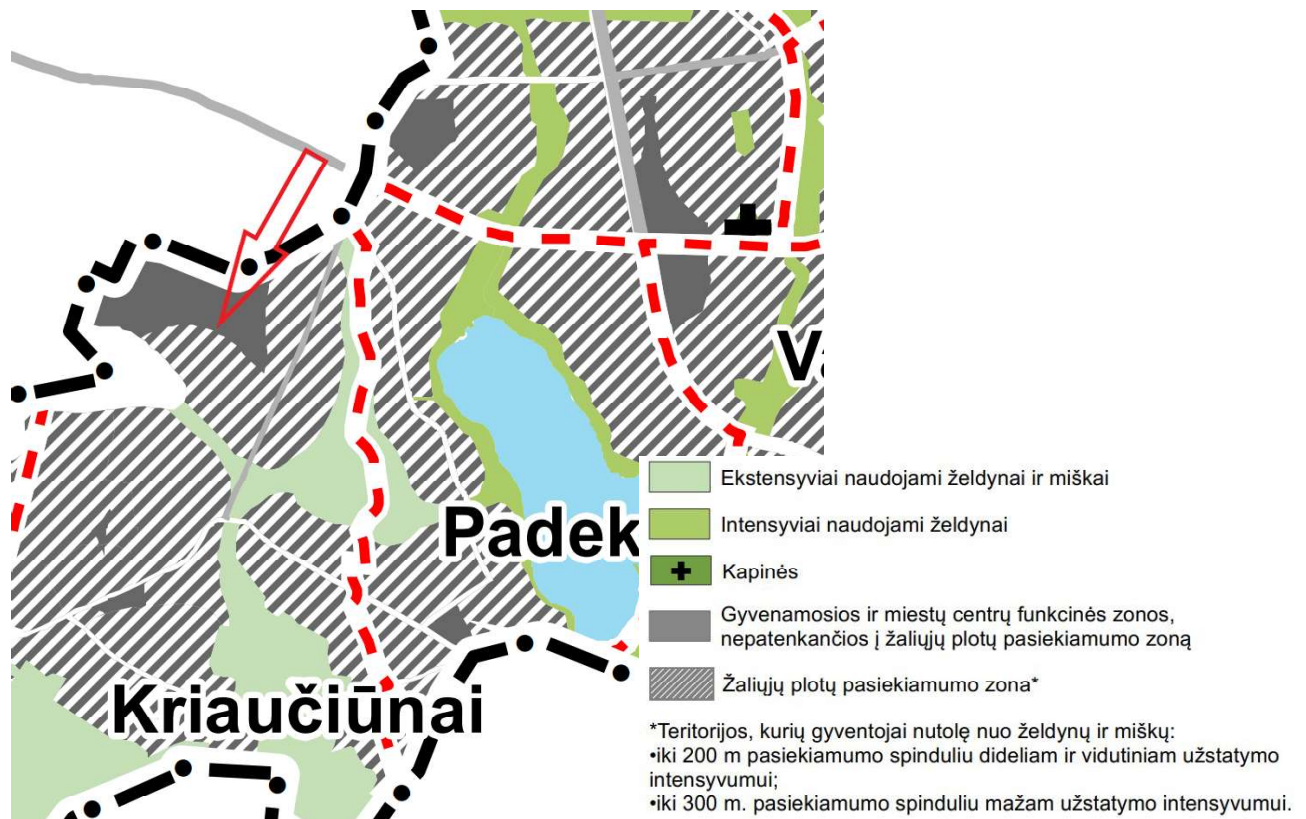 Va
Padek
Kriaučiūnai
Ekstensyviai naudojami želdynai ir miškai
Intensyviai naudojami želdynai
Kapinės
Gyvenamosios ir miestų centrų funkcinės zonos,
nepatenkančios į žaliųjų plotų pasiekiamumo zoną
Žaliųjų plotų pasiekiamumo zona*
*Teritorijos, kurių gyventojai nutolę nuo želdynų ir miškų:
•iki 200 m pasiekiamumo spinduliu dideliam ir vidutiniam užstatymo
intensyvumui;
•iki 300 m. pasiekiamumo spinduliu mažam užstatymo intensyvumui.